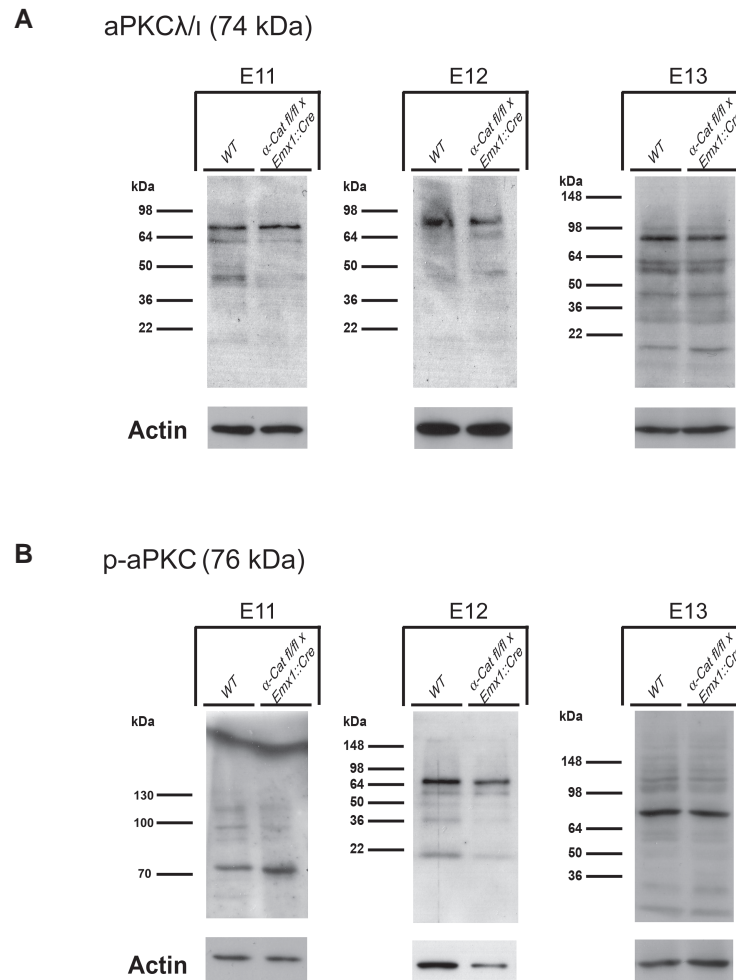 A
aPKCλ/ι (74 kDa)
E11
E12
E13
WT
α-Cat fl/fl x
Emx1::Cre
WT
α-Cat fl/fl x
Emx1::Cre
WT
α-Cat fl/fl x
Emx1::Cre
kDa
98
64
50
36
22
kDa
98
64
50
36
22
kDa
148
98
64
50
36
22
Actin
B
p-aPKC (76 kDa)
E11
E12
E13
WT
α-Cat fl/fl x
Emx1::Cre
WT
α-Cat fl/fl x
Emx1::Cre
WT
α-Cat fl/fl x
Emx1::Cre
kDa
130
100
70
kDa
148
98
64
50
36
22
kDa
148
98
64
50
36
Actin